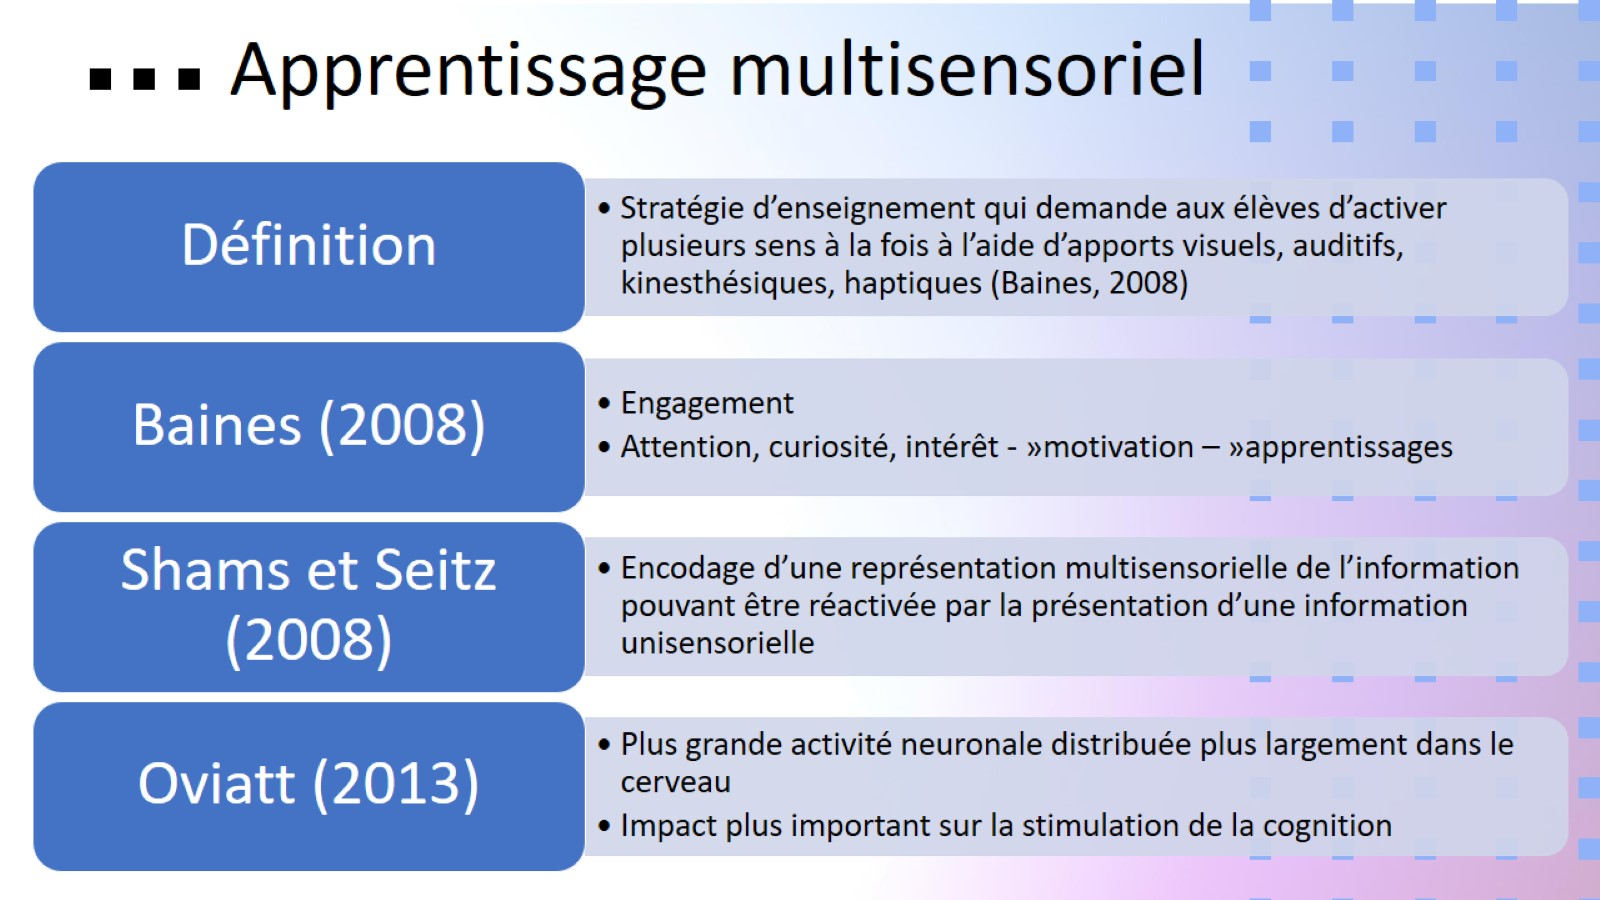 Apprentissage multisensoriel
Définition
• Stratégie d’enseignement qui demande aux élèves d’activer
plusieurs sens à la fois à l’aide d’apports visuels, auditifs,
kinesthésiques, haptiques (Baines, 2008)
Baines (2008)
• Engagement
• Attention, curiosité, intérêt - »motivation – »apprentissages
Shams et Seitz
(2008)
• Encodage d’une représentation multisensorielle de l’information
pouvant être réactivée par la présentation d’une information
unisensorielle
Oviatt (2013)
• Plus grande activité neuronale distribuée plus largement dans le
cerveau
• Impact plus important sur la stimulation de la cognition